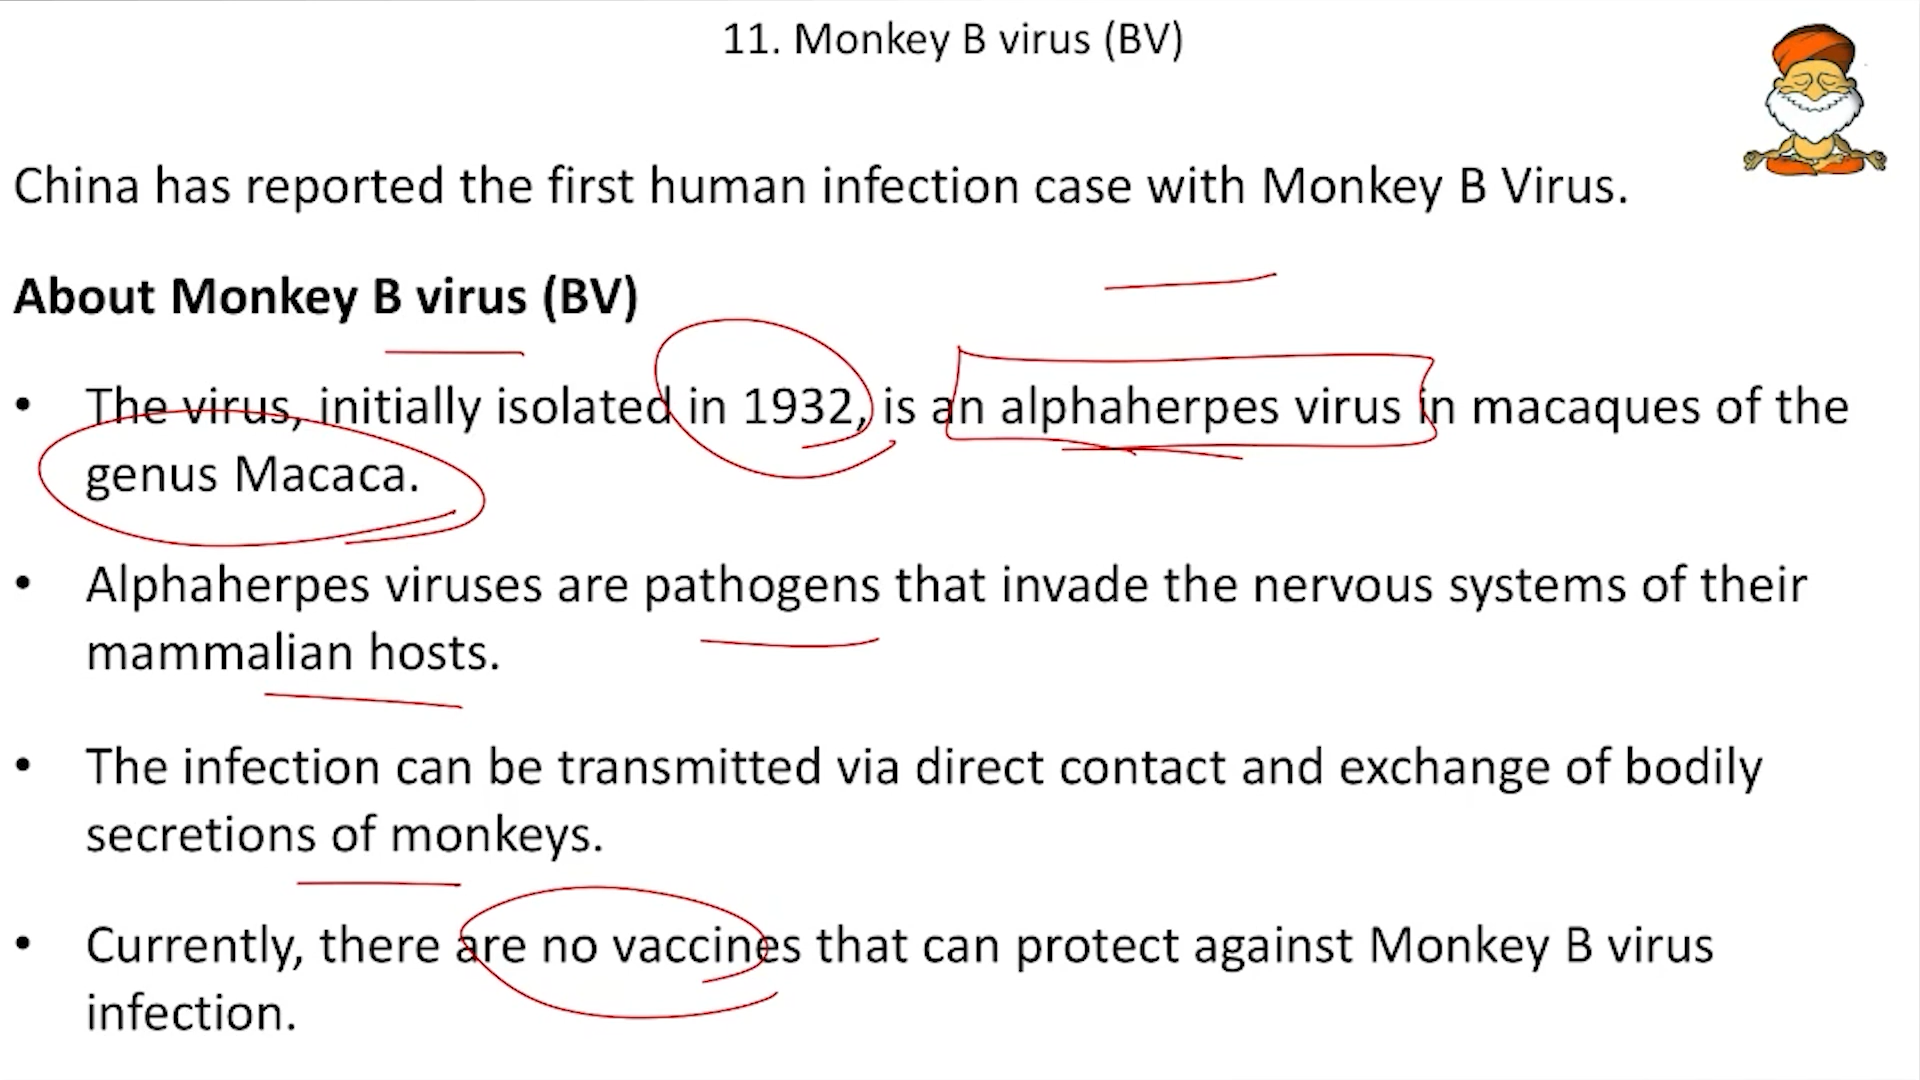 11. Monkey B virus (BV)
China has reported the first human infection case with Monkey B Virus.
About Monkey B virus (BV)
• The virus, initially isolated in 1932, is an alphaherpes virus in macaques of the
genus Macaca.
• Alphaherpes viruses are pathogens that invade the nervous systems of their
mammalian hosts.
• The infection can be transmitted via direct contact and exchange of bodily
secretions of monkeys.
• Currently, there are no vaccines that can protect against Monkey B virus
infection.